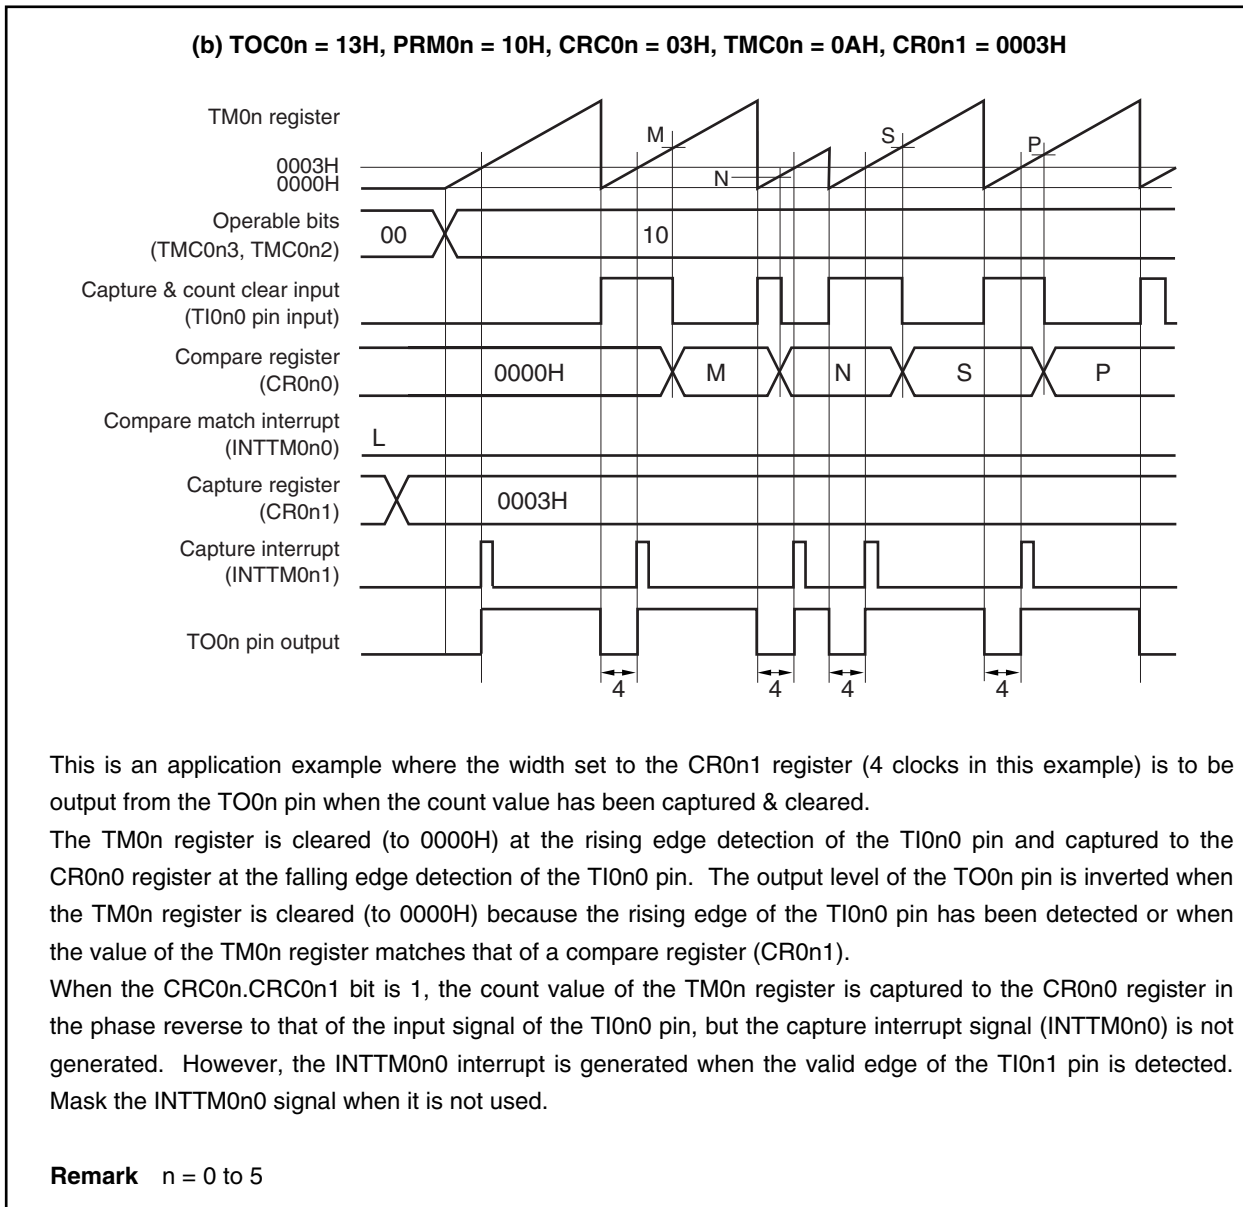 (b) TOC0n = 13H, PRM0n = 10H, CRC0n = 03H, TMC0n = 0AH, CR0n1 = 0003H
TM0n register
M
S
P
N
0003H
0000H
Operable bits
(TMC0n3, TMC0n2)
00
10
Capture & count clear input
(TI0n0 pin input)
Compare register
(CR0n0)
0000H
M
N
S
P
Compare match interrupt
(INTTM0n0)
L
Capture register
(CR0n1)
0003H
Capture interrupt
(INTTM0n1)
TO0n pin output
4
4
4
4
This is an application example where the width set to the CR0n1 register (4 clocks in this example) is to be
output from the TO0n pin when the count value has been captured & cleared.
The TM0n register is cleared (to 0000H) at the rising edge detection of the TI0n0 pin and captured to the
CR0n0 register at the falling edge detection of the TI0n0 pin. The output level of the TO0n pin is inverted when
the TM0n register is cleared (to 0000H) because the rising edge of the TI0n0 pin has been detected or when
the value of the TM0n register matches that of a compare register (CR0n1).
When the CRC0n.CRC0n1 bit is 1, the count value of the TM0n register is captured to the CR0n0 register in
the phase reverse to that of the input signal of the TI0n0 pin, but the capture interrupt signal (INTTM0n0) is not
generated. However, the INTTM0n0 interrupt is generated when the valid edge of the TI0n1 pin is detected.
Mask the INTTM0n0 signal when it is not used.
Remark n = 0 to 5